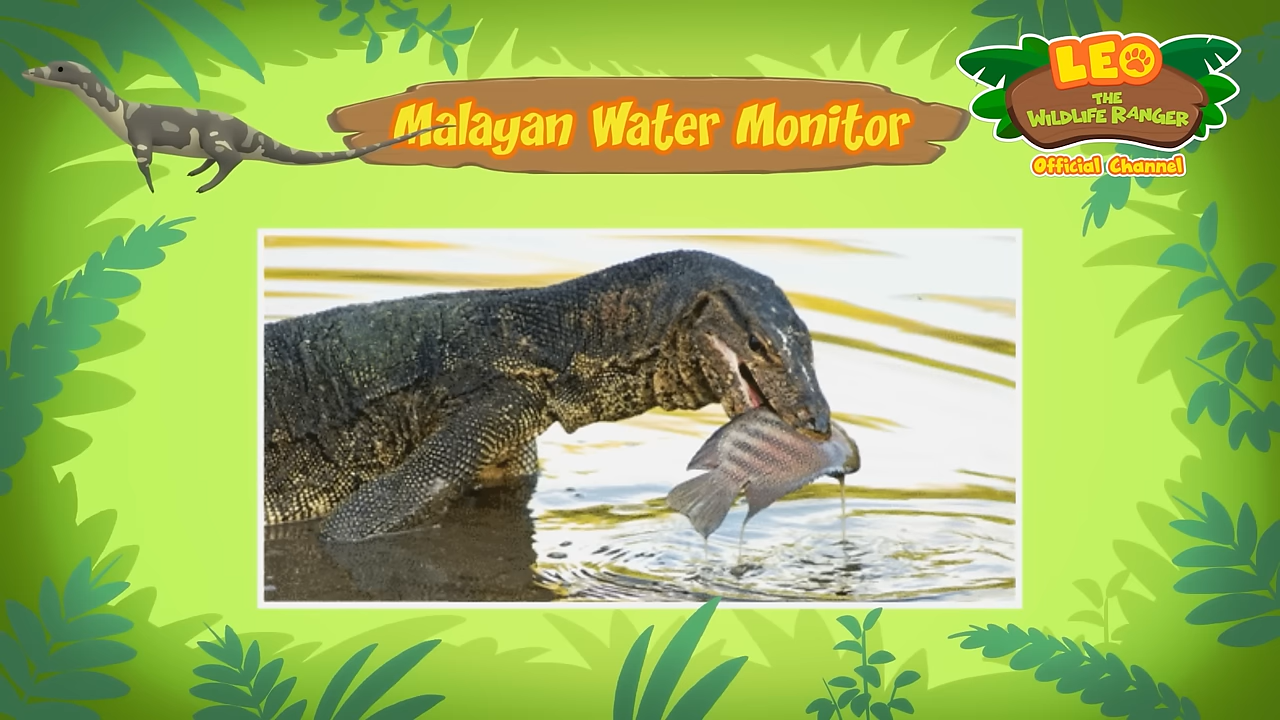 Malayan Water Monitor
LEO
THE
WILDLIFE RANGER
Official Channel